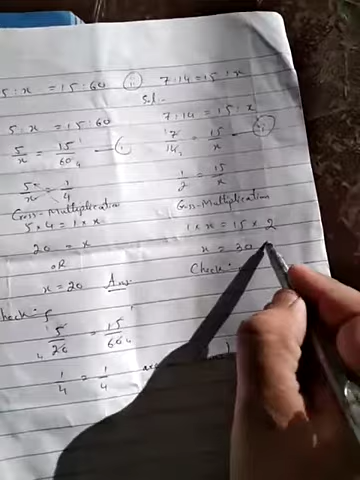 5 : x = 15 : 60
5 : x = 15 : 60
5/x = 15/60 — (i
5/x = 1/4
Cross-Multiplication
5 x 4 = 1 x x
20 = x
OR
x = 20 Ans
Check:
5/20 = 15/60
1/4 = 1/4
(ii) 7:14 = 15 : x
Sol:
7:14 = 15 : x
7/14 = 15/x — (i)
1/2 = 15/x
Cross-Multiplication
1 x x = 15 x 2
x = 30
Check: